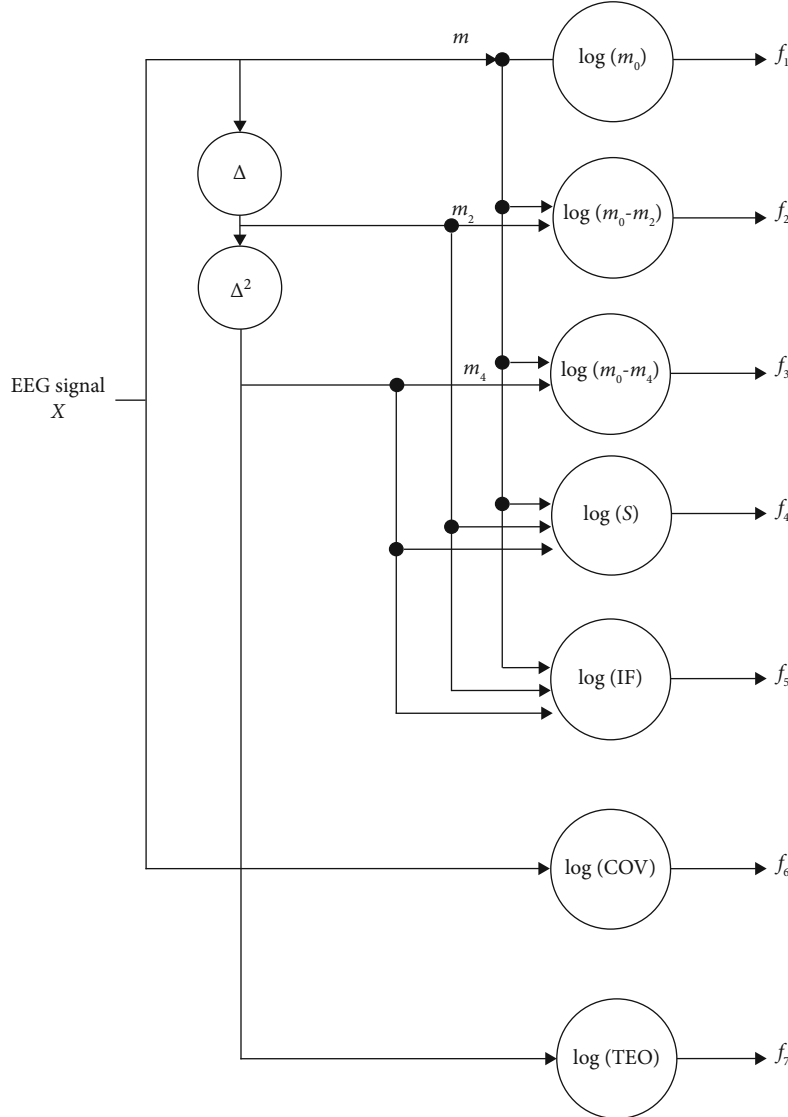 m
log (m₀)
f₁
Δ
m₂
log (m₀-m₂)
f₂
Δ²
m₄
log (m₀-m₄)
f₃
EEG signal
X
log (S)
f₄
log (IF)
f₅
log (COV)
f₆
log (TEO)
f₇